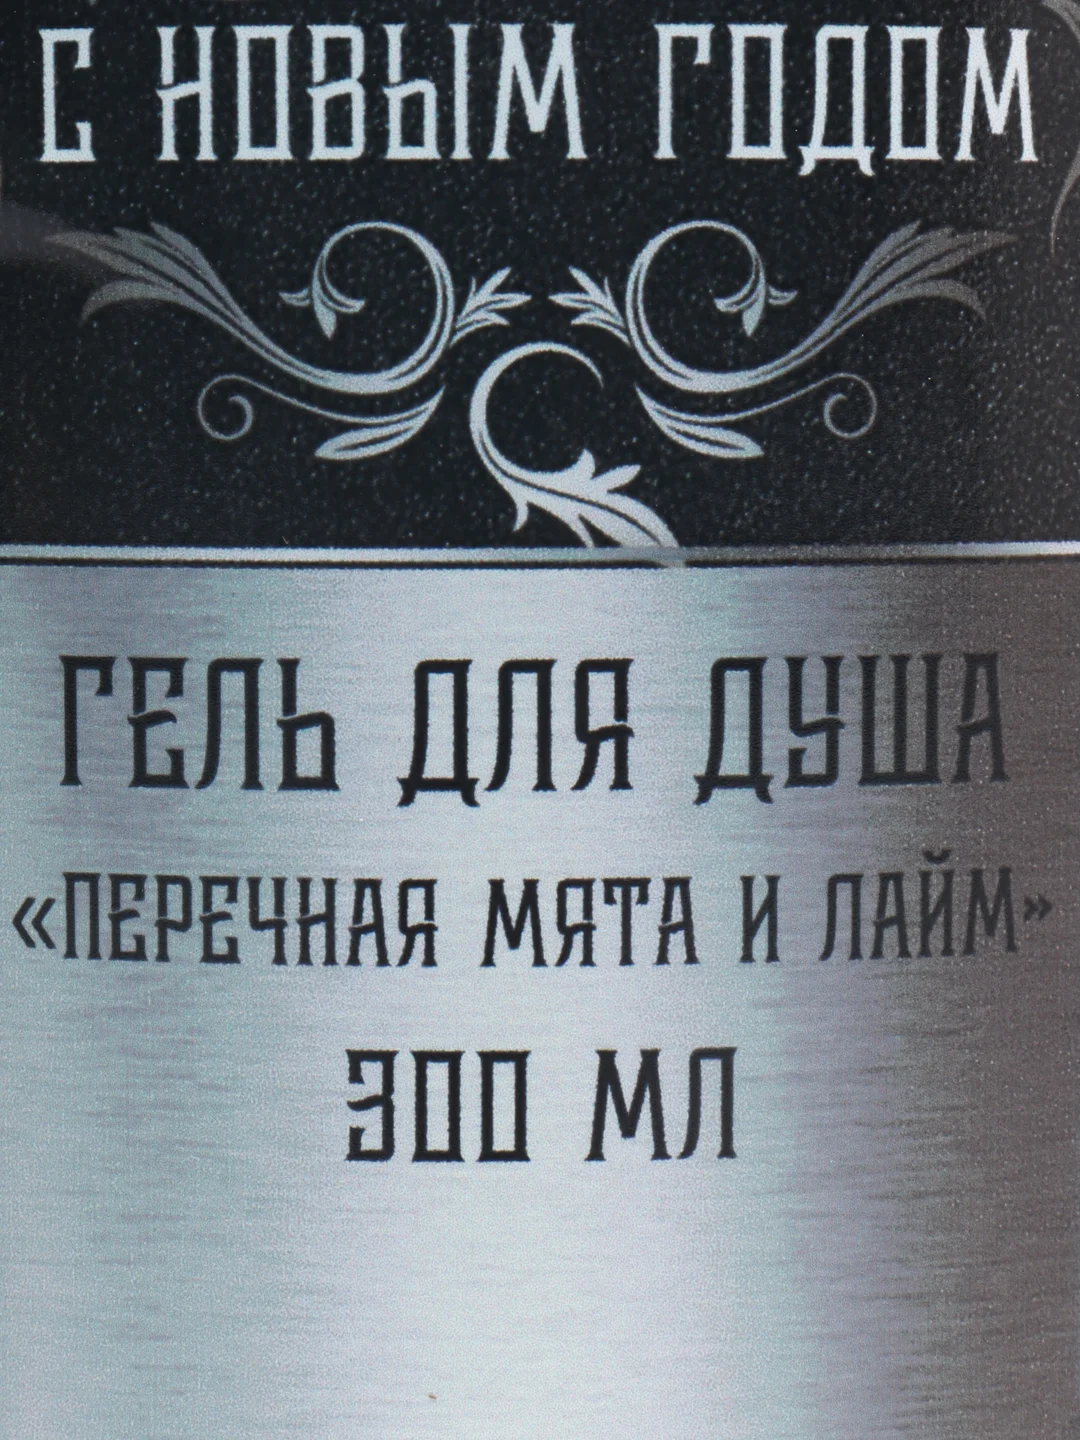 С НОВЫМ ГОДОМ
ГЕЛЬ ДЛЯ ДУША
«ПЕРЕЧНАЯ МЯТА И ЛАЙМ»
300 МЛ